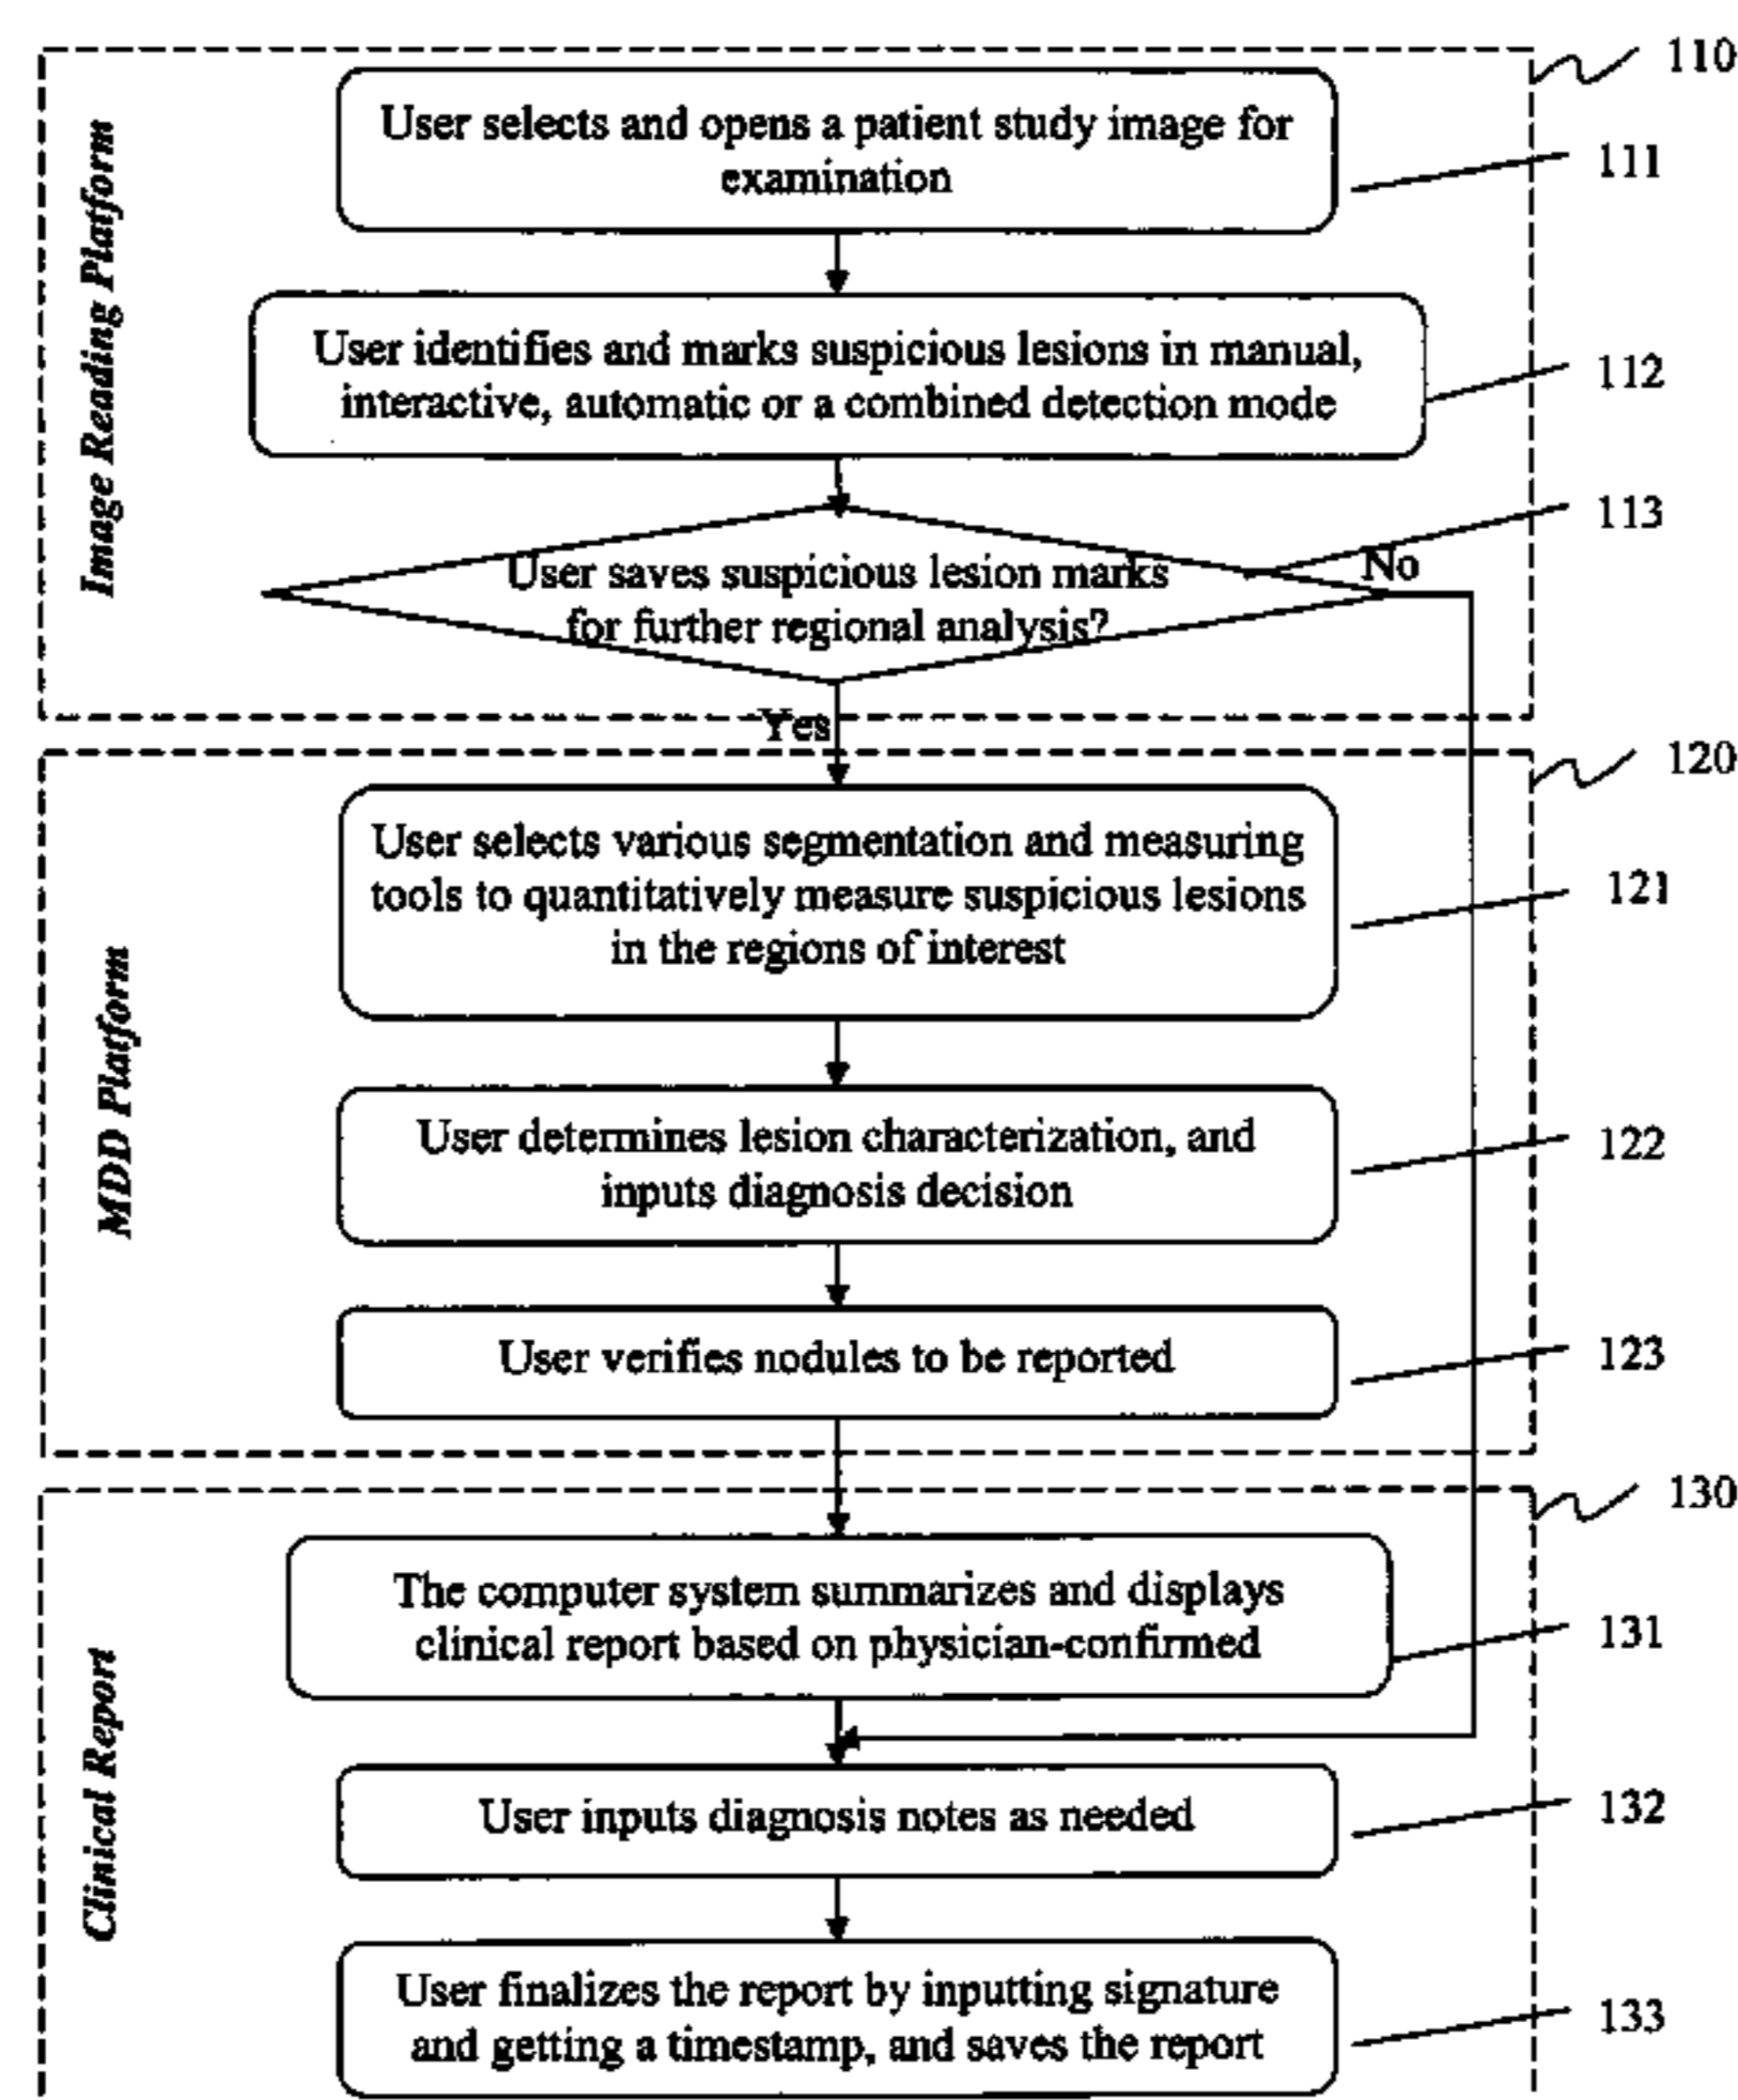 110
Image Reading Platform
User selects and opens a patient study image for
examination
111
User identifies and marks suspicious lesions in manual,
interactive, automatic or a combined detection mode
112
113
User saves suspicious lesion marks
for further regional analysis?
No
Yes
120
MDD Platform
User selects various segmentation and measuring
tools to quantitatively measure suspicious lesions
in the regions of interest
121
User determines lesion characterization, and
inputs diagnosis decision
122
User verifies nodules to be reported
123
130
Clinical Report
The computer system summarizes and displays
clinical report based on physician-confirmed
131
User inputs diagnosis notes as needed
132
User finalizes the report by inputting signature
and getting a timestamp, and saves the report
133